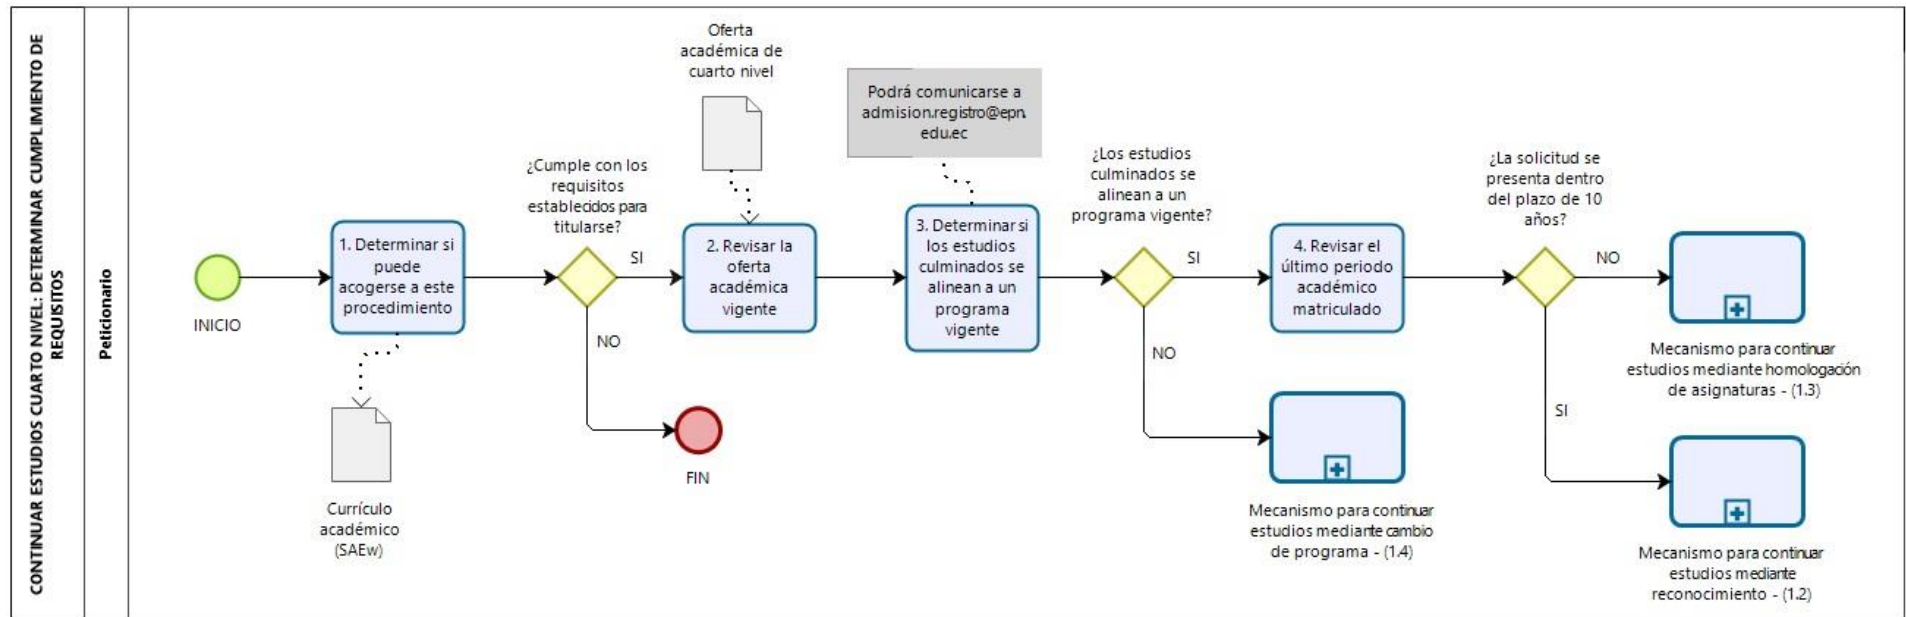 CONTINUAR ESTUDIOS CUARTO NIVEL: DETERMINAR CUMPLIMIENTO DE
REQUISITOS
Peticionario
INICIO
1. Determinar si
puede
acogerse a este
procedimiento
Currículo
académico
(SAEw)
¿Cumple con los
requisitos
establecidos para
titularse?
SI
NO
FIN
Oferta
académica de
cuarto nivel
2. Revisar la
oferta
académica
vigente
Podrá comunicarse a
admision.registro@epn.
edu.ec
3. Determinar si
los estudios
culminados se
alinean a un
programa
vigente
¿Los estudios
culminados se
alinean a un
programa vigente?
SI
NO
Mecanismo para continuar
estudios mediante cambio
de programa - (1.4)
4. Revisar el
último periodo
académico
matriculado
¿La solicitud se
presenta dentro
del plazo de 10
años?
NO
SI
Mecanismo para continuar
estudios mediante homologación
de asignaturas - (1.3)
Mecanismo para continuar
estudios mediante
reconocimiento - (1.2)